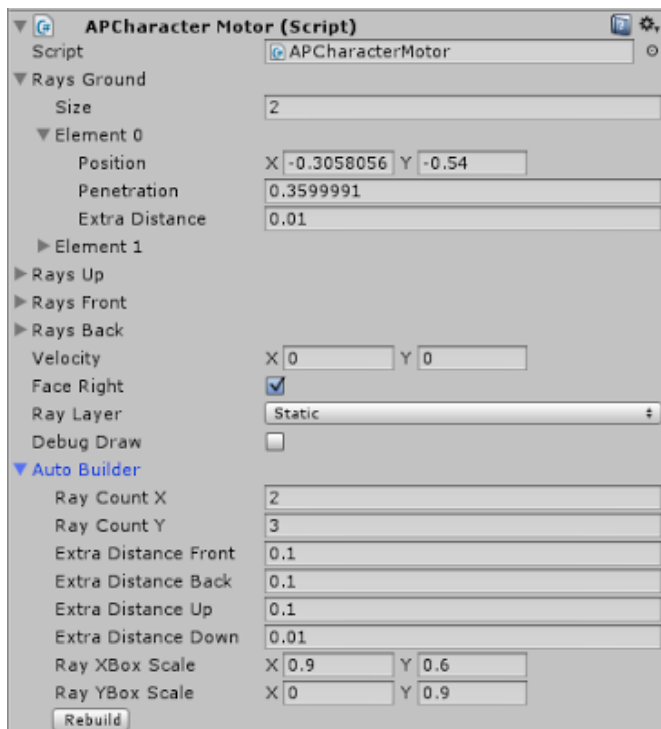 APCharacter Motor (Script)
Script APCharacterMotor
Rays Ground
Size 2
Element 0
Position X -0.3058056 Y -0.54
Penetration 0.3599991
Extra Distance 0.01
Element 1
Rays Up
Rays Front
Rays Back
Velocity X 0 Y 0
Face Right
Ray Layer Static
Debug Draw
Auto Builder
Ray Count X 2
Ray Count Y 3
Extra Distance Front 0.1
Extra Distance Back 0.1
Extra Distance Up 0.1
Extra Distance Down 0.01
Ray XBox Scale X 0.9 Y 0.6
Ray YBox Scale X 0 Y 0.9
Rebuild